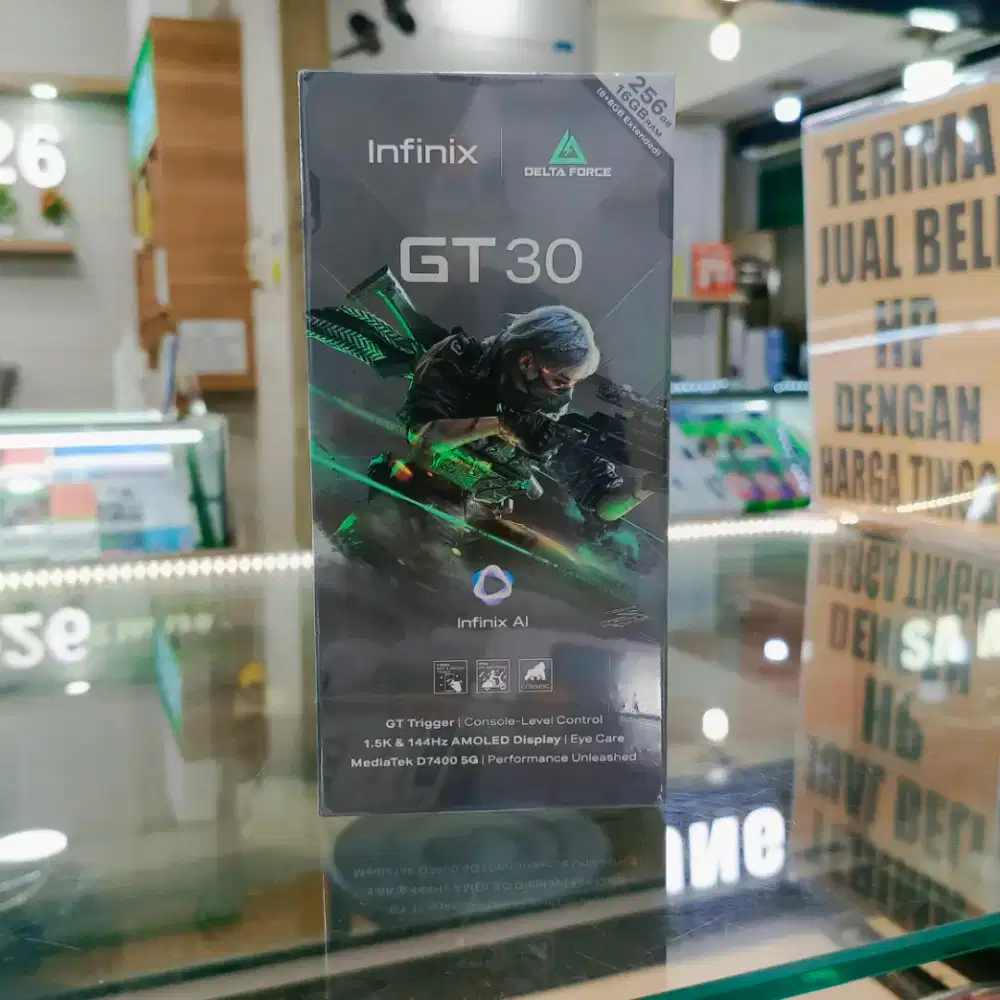 256 GB
16GB RAM
(8+8GB Extended)
Infinix
DELTA FORCE
GT 30
Infinix AI
CORNING
GT Trigger | Console-Level Control
1.5K & 144Hz AMOLED Display | Eye Care
MediaTek D7400 5G | Performance Unleashed
26
TERIMA
JUAL BELI
HP
DENGAN
HARGA TINGG